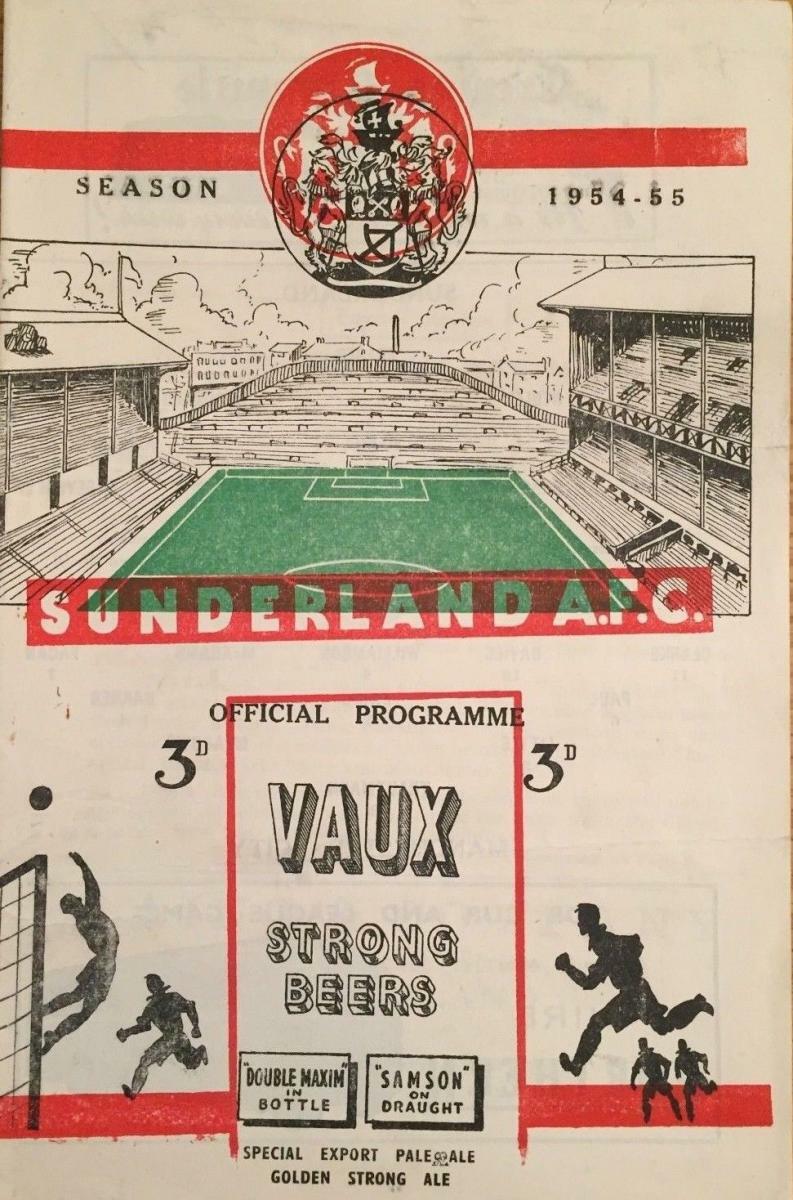 SEASON
1954-55
SUNDERLAND A.F.C.
OFFICIAL PROGRAMME
3D
3D
VAUX
STRONG
BEERS
"DOUBLE MAXIM"
IN
BOTTLE
"SAMSON"
ON
DRAUGHT
SPECIAL EXPORT PALE ALE
GOLDEN STRONG ALE